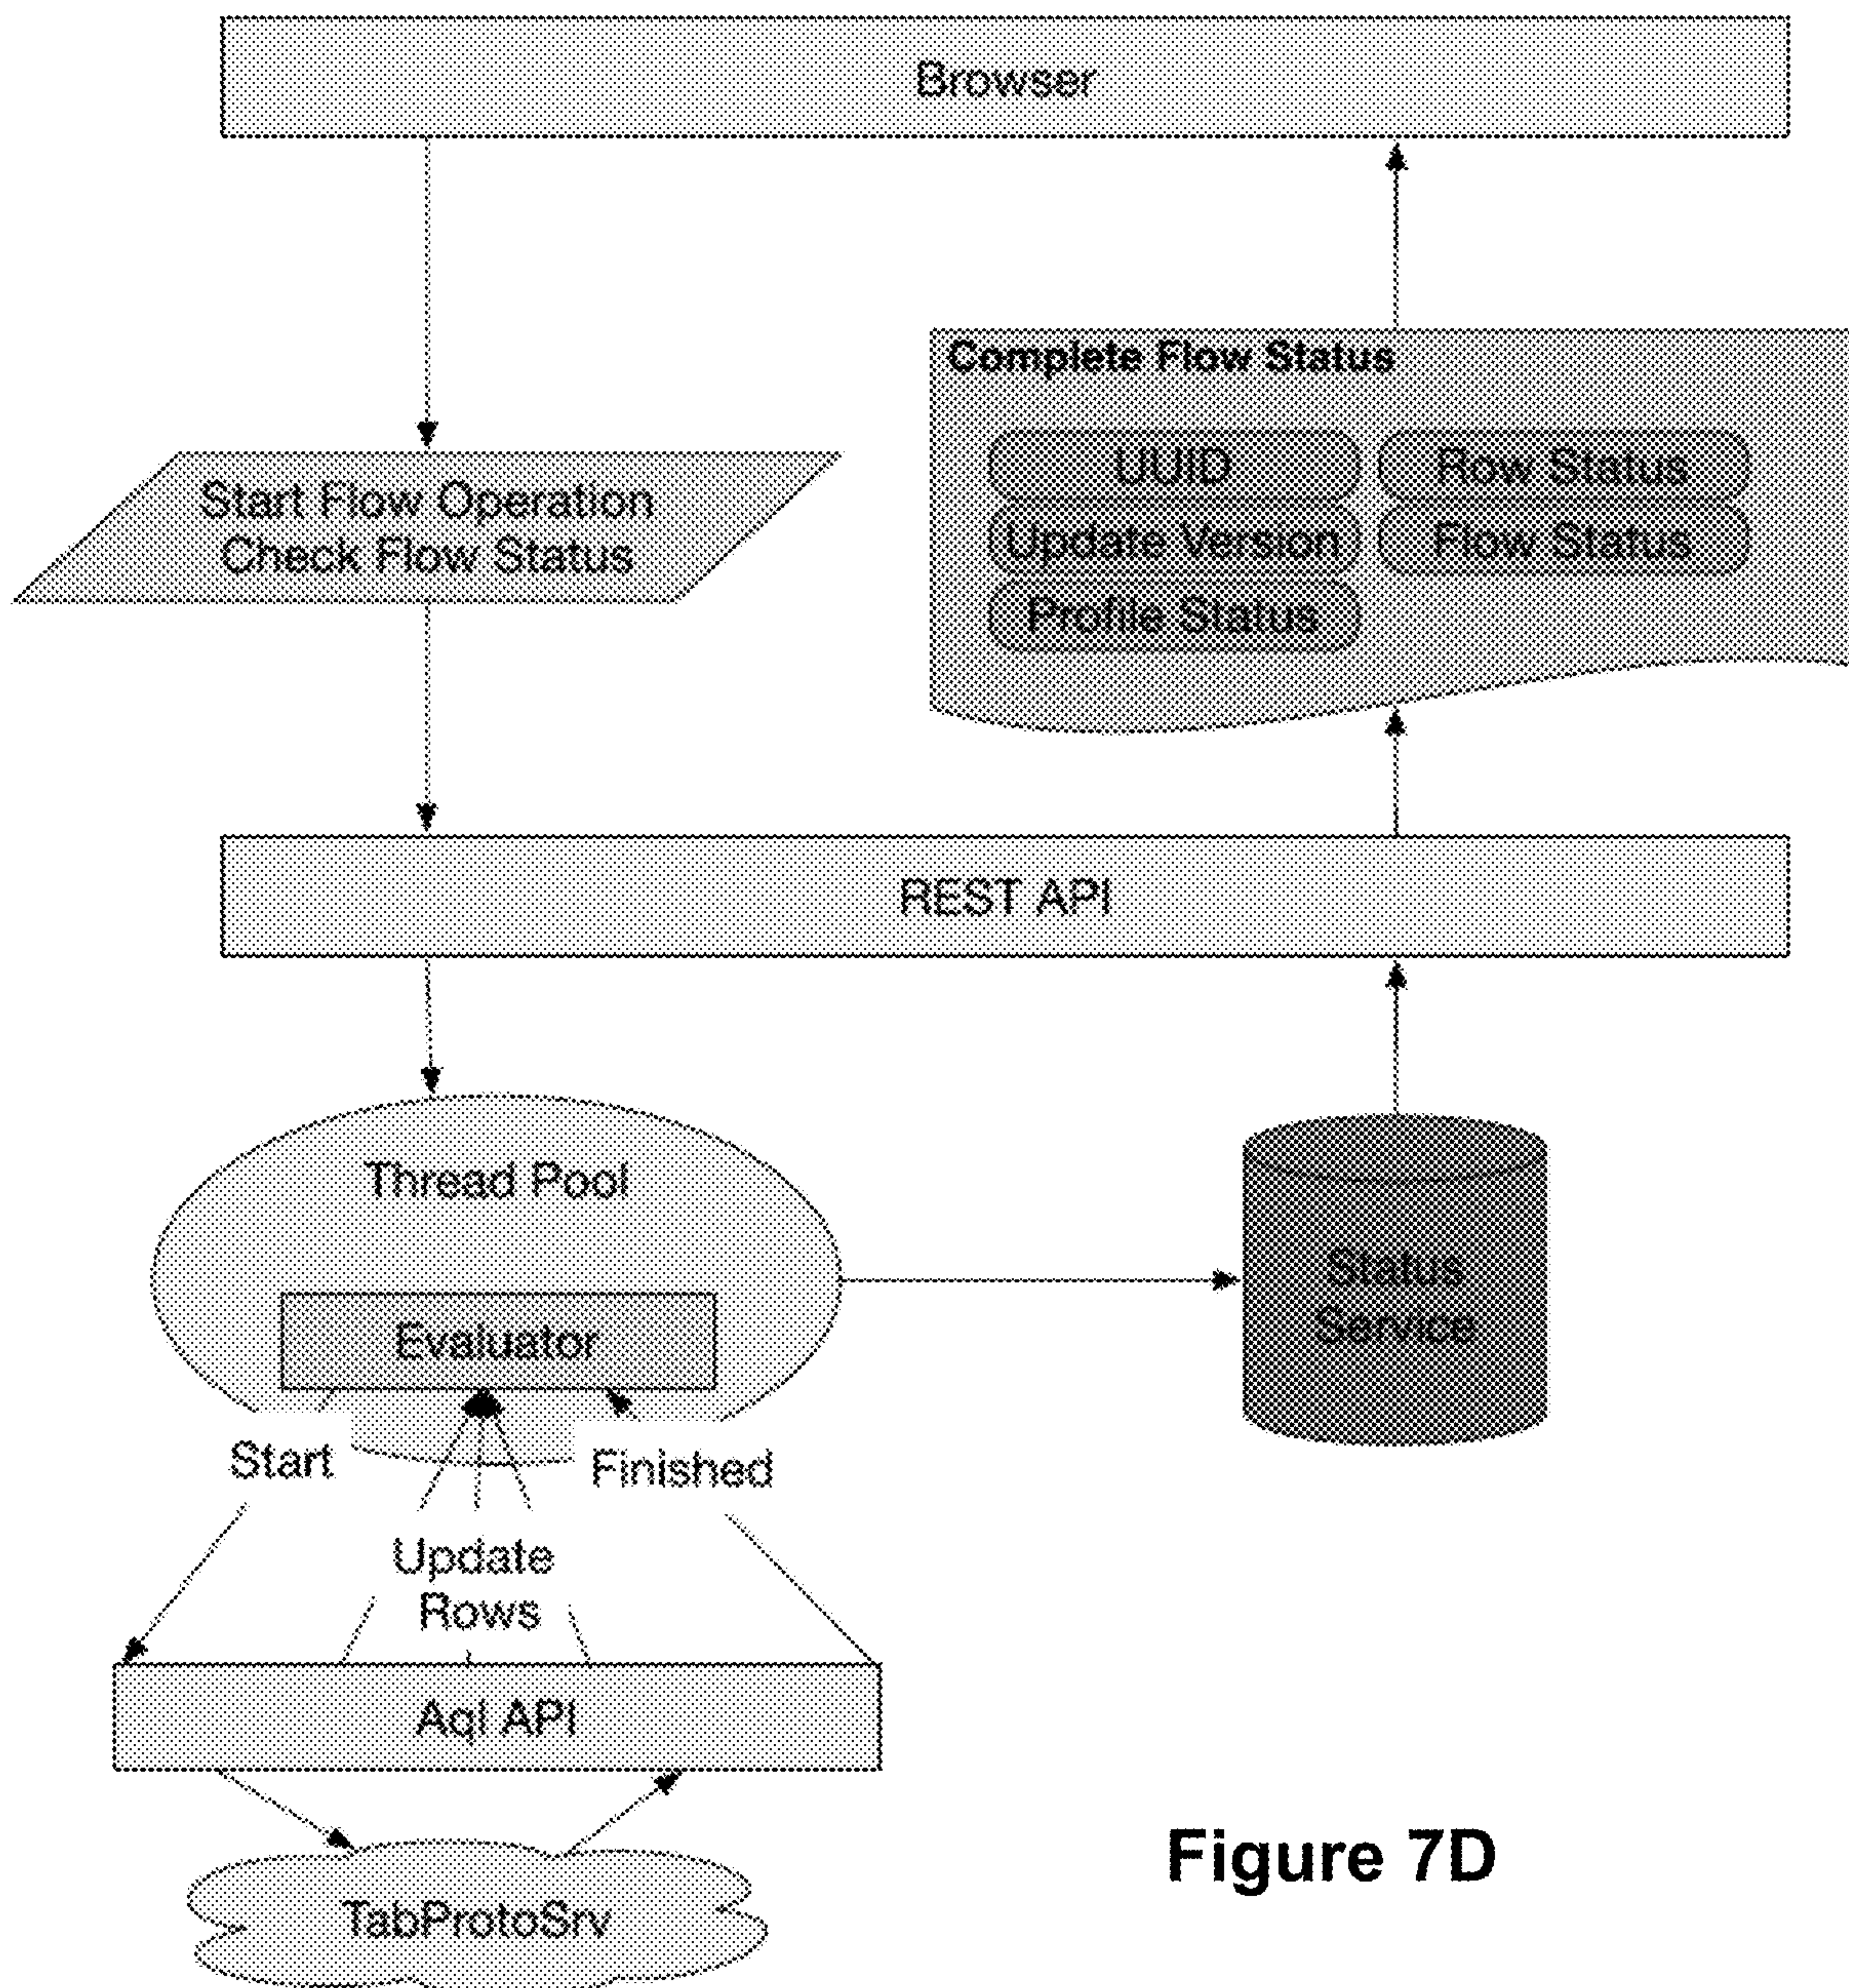 Browser
Complete Flow Status
UUID
Row Status
Start Flow Operation
Check Flow Status
Update Version
Flow Status
Profile Status
REST API
Thread Pool
Status
Service
Evaluator
Start
Finished
Update
Rows
Aql API
TabProtoSrv
Figure 7D